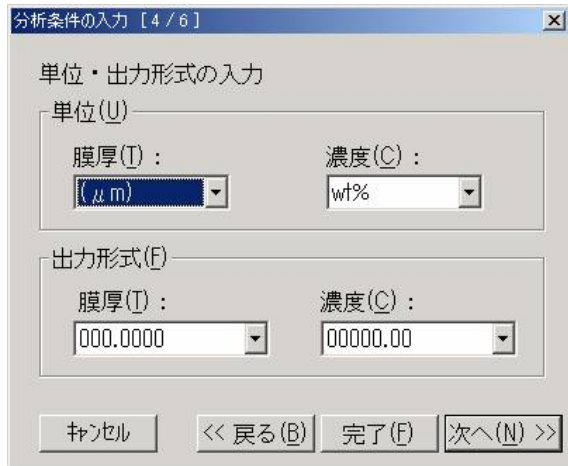 分析条件の入力 [4/6]
単位・出力形式の入力
単位(U)
膜厚(T) : 濃度(C) :
(μm) wt%
出力形式(F)
膜厚(T) : 濃度(C) :
000.0000 00000.00
ｷｬﾝｾﾙ << 戻る(B) 完了(F) 次へ(N) >>